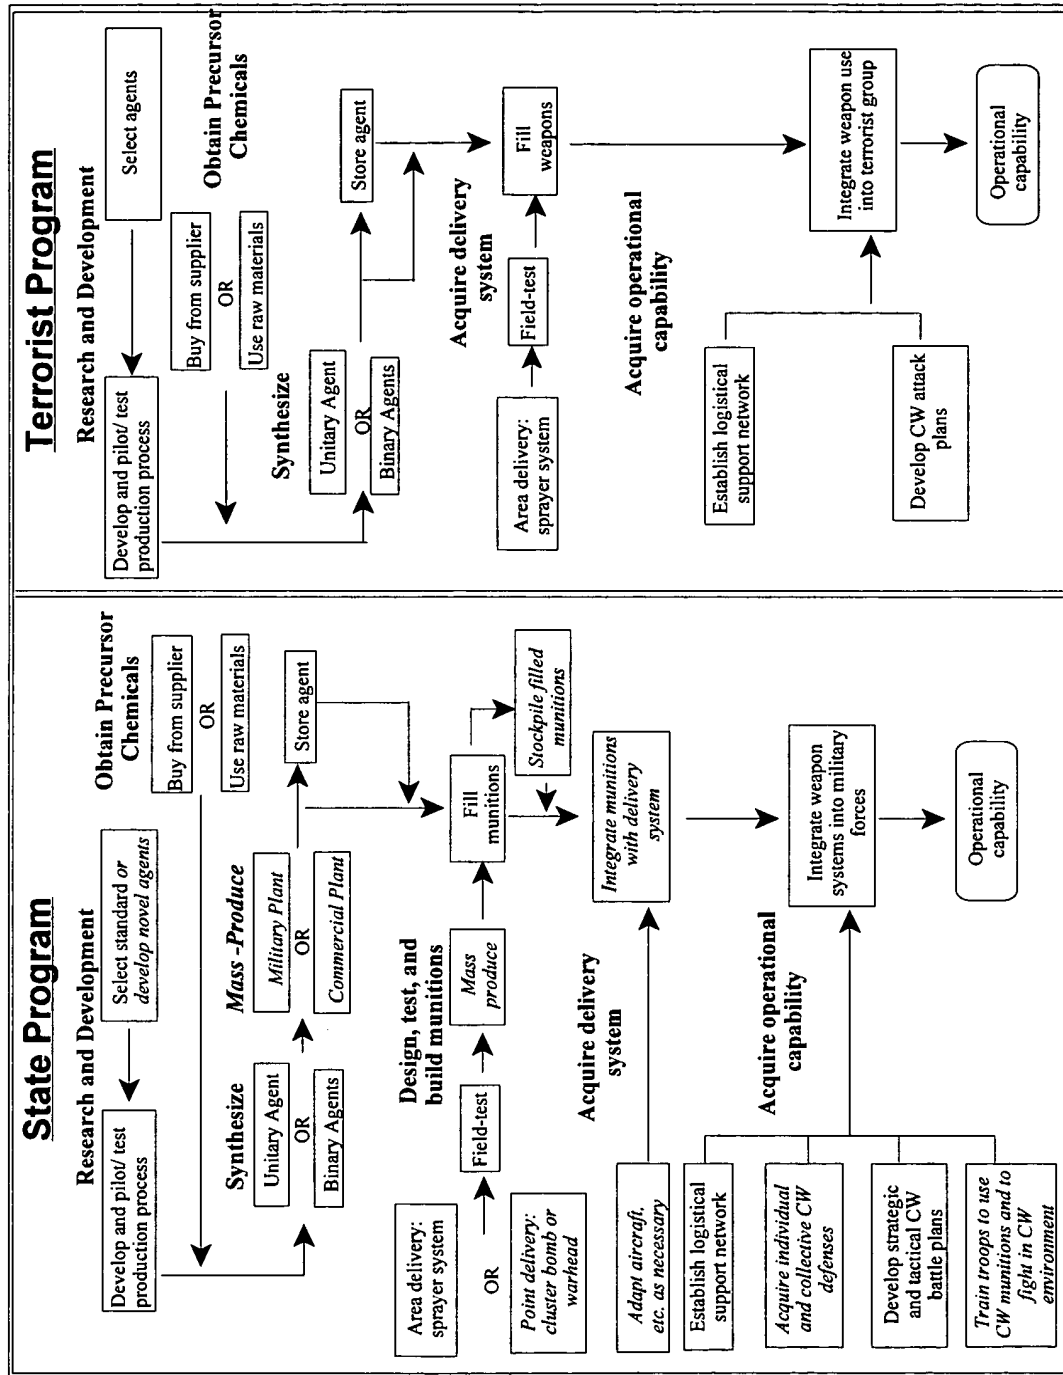 State Program
Research and Development
Develop and pilot/ test
production process
Select standard or
develop novel agents
Obtain Precursor
Chemicals
Buy from supplier
OR
Use raw materials
Synthesize
Unitary Agent
OR
Binary Agents
Mass -Produce
Military Plant
OR
Commercial Plant
Store agent
Design, test, and
build munitions
Area delivery:
sprayer system
OR
Point delivery:
cluster bomb or
warhead
Field-test
Mass
produce
Fill
munitions
Stockpile filled
munitions
Acquire delivery
system
Adapt aircraft,
etc. as necessary
Integrate munitions
with delivery
system
Acquire operational
capability
Establish logistical
support network
Acquire individual
and collective CW
defenses
Develop strategic
and tactical CW
battle plans
Train troops to use
CW munitions and to
fight in CW
environment
Integrate weapon
systems into military
forces
Operational
capability
Terrorist Program
Research and Development
Develop and pilot/ test
production process
Select agents
Obtain Precursor
Chemicals
Buy from supplier
OR
Use raw materials
Synthesize
Unitary Agent
OR
Binary Agents
Store agent
Acquire delivery
system
Area delivery:
sprayer system
Field-test
Fill
weapons
Acquire operational
capability
Establish logistical
support network
Develop CW attack
plans
Integrate weapon use
into terrorist group
Operational
capability